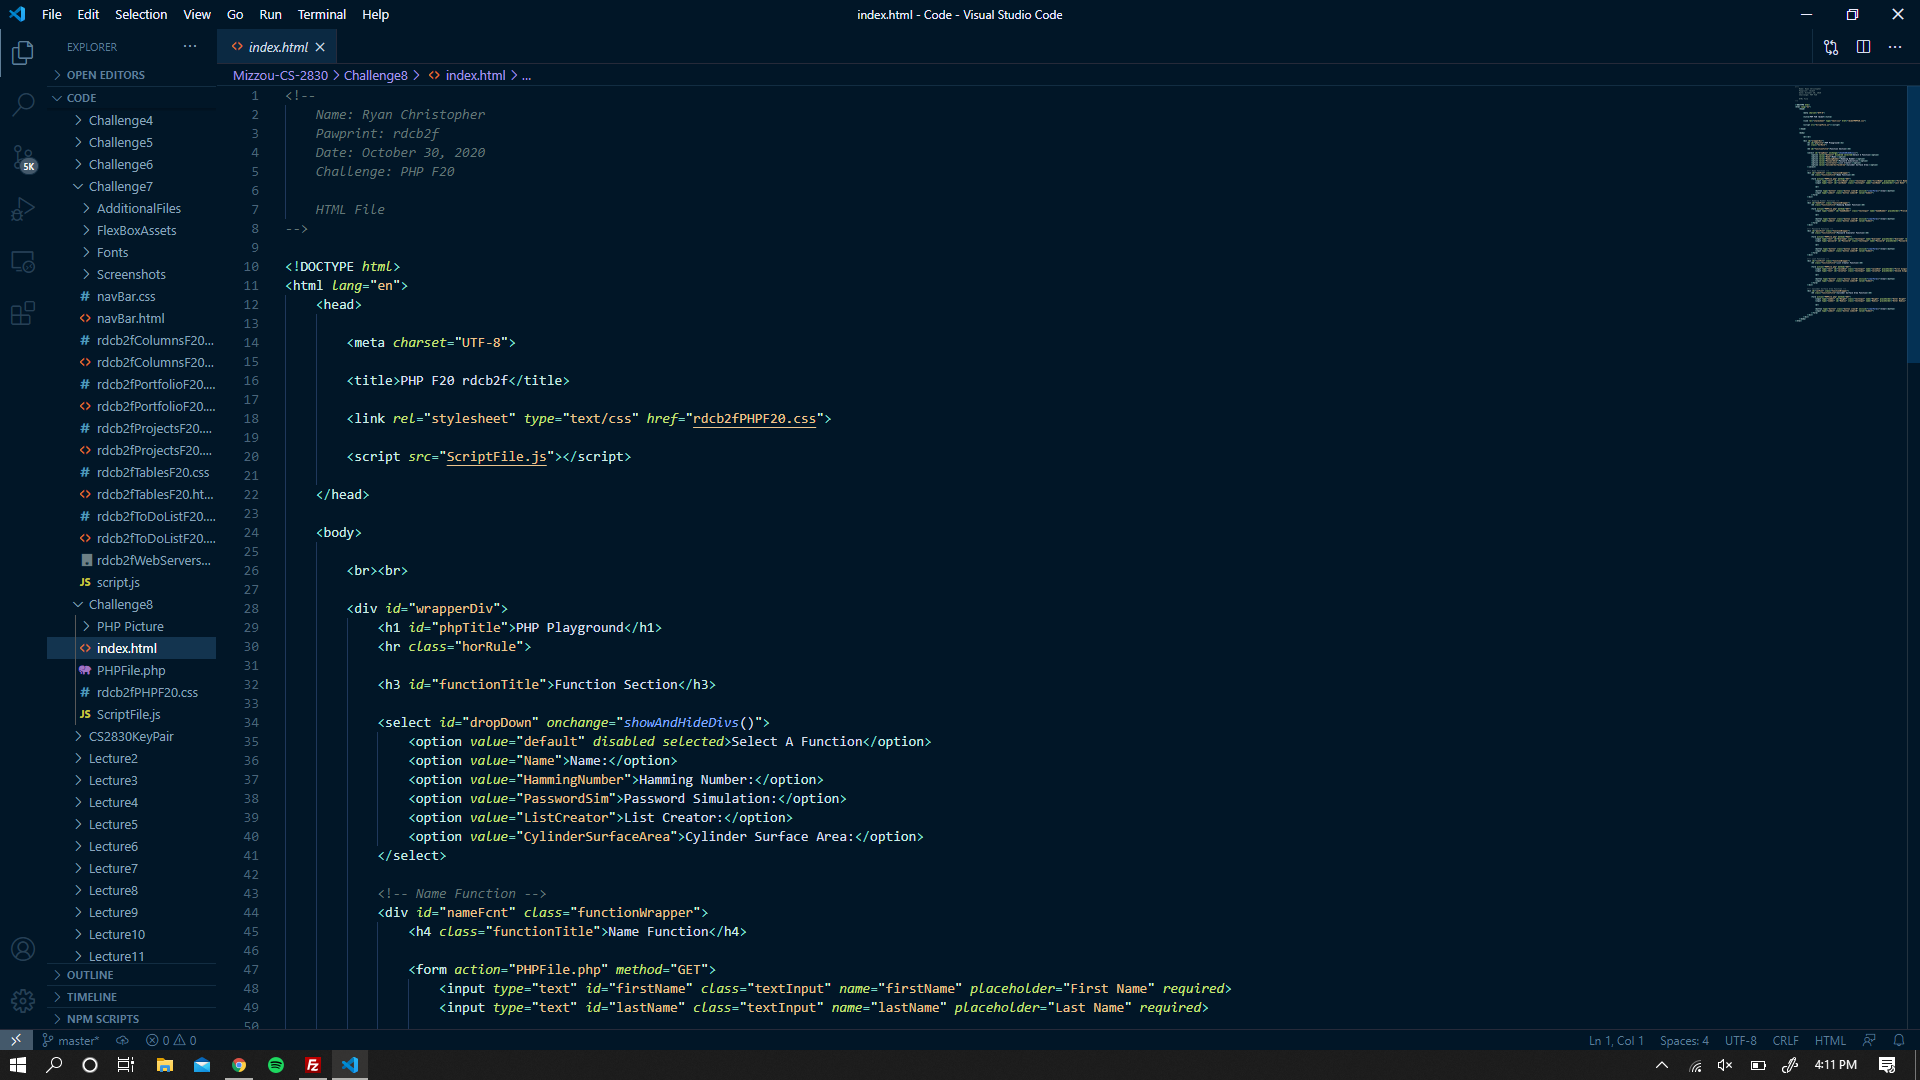 File Edit Selection View Go Run Terminal Help
index.html - Code - Visual Studio Code
EXPLORER
OPEN EDITORS
CODE
Challenge4
Challenge5
Challenge6
Challenge7
AdditionalFiles
FlexBoxAssets
Fonts
Screenshots
navBar.css
navBar.html
rdcb2fColumnsF20...
rdcb2fColumnsF20...
rdcb2fPortfolioF20....
rdcb2fPortfolioF20....
rdcb2fProjectsF20....
rdcb2fProjectsF20....
rdcb2fTablesF20.css
rdcb2fTablesF20.ht...
rdcb2fToDoListF20....
rdcb2fToDoListF20....
rdcb2fWebServers...
script.js
Challenge8
PHP Picture
index.html
PHPFile.php
rdcb2fPHPF20.css
ScriptFile.js
CS2830KeyPair
Lecture2
Lecture3
Lecture4
Lecture5
Lecture6
Lecture7
Lecture8
Lecture9
Lecture10
Lecture11
OUTLINE
TIMELINE
NPM SCRIPTS
5K
index.html
Mizzou-CS-2830 > Challenge8 > index.html > ...
1 <!--
2 Name: Ryan Christopher
3 Pawprint: rdcb2f
4 Date: October 30, 2020
5 Challenge: PHP F20
6
7 HTML File
8 -->
9
10 <!DOCTYPE html>
11 <html lang="en">
12 <head>
13
14 <meta charset="UTF-8">
15
16 <title>PHP F20 rdcb2f</title>
17
18 <link rel="stylesheet" type="text/css" href="rdcb2fPHPF20.css">
19
20 <script src="ScriptFile.js"></script>
21
22 </head>
23
24 <body>
25
26 <br><br>
27
28 <div id="wrapperDiv">
29 <h1 id="phpTitle">PHP Playground</h1>
30 <hr class="horRule">
31
32 <h3 id="functionTitle">Function Section</h3>
33
34 <select id="dropDown" onchange="showAndHideDivs()">
35 <option value="default" disabled selected>Select A Function</option>
36 <option value="Name">Name:</option>
37 <option value="HammingNumber">Hamming Number:</option>
38 <option value="PasswordSim">Password Simulation:</option>
39 <option value="ListCreator">List Creator:</option>
40 <option value="CylinderSurfaceArea">Cylinder Surface Area:</option>
41 </select>
42
43 <!-- Name Function -->
44 <div id="nameFcnt" class="functionWrapper">
45 <h4 class="functionTitle">Name Function</h4>
46
47 <form action="PHPFile.php" method="GET">
48 <input type="text" id="firstName" class="textInput" name="firstName" placeholder="First Name" required>
49 <input type="text" id="lastName" class="textInput" name="lastName" placeholder="Last Name" required>
50
master* 0 0
Ln 1, Col 1 Spaces: 4 UTF-8 CRLF HTML
4:11 PM